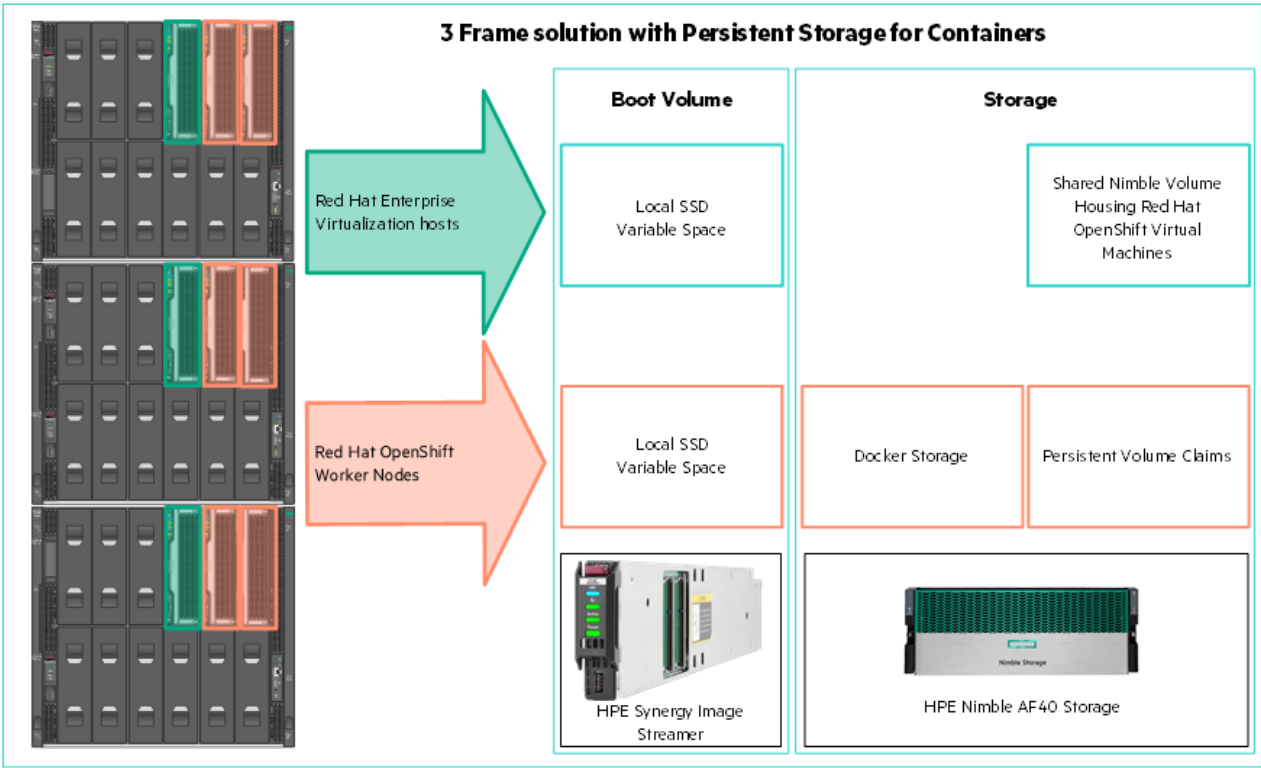 3 Frame solution with Persistent Storage for Containers
Boot Volume
Storage
Red Hat Enterprise
Virtualization hosts
Local SSD
Variable Space
Shared Nimble Volume
Housing Red Hat
OpenShift Virtual
Machines
Red Hat OpenShift
Worker Nodes
Local SSD
Variable Space
Docker Storage
Persistent Volume Claims
HPE Synergy Image
Streamer
Nimble Storage
HPE Nimble AF40 Storage